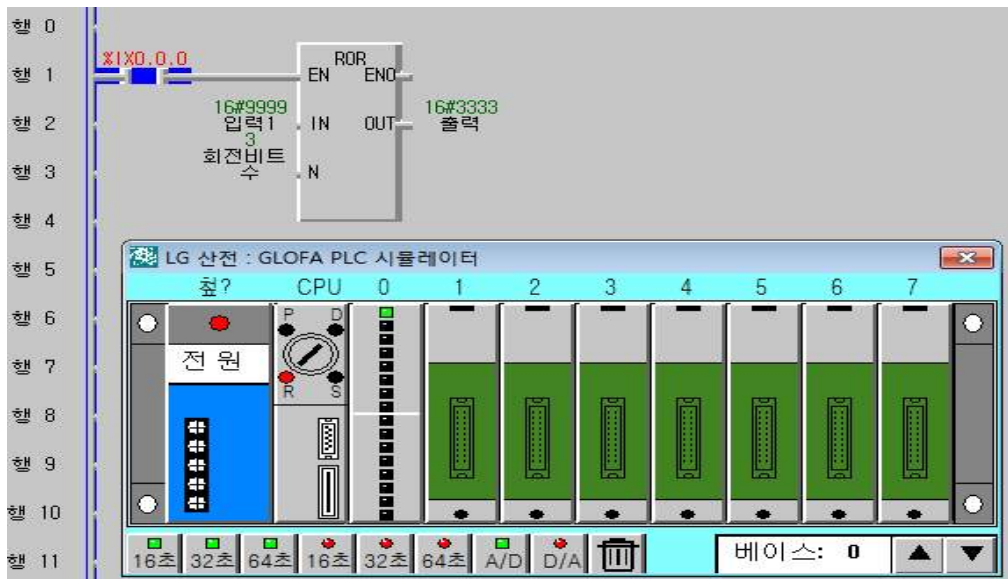 행 0
%IX0.0.0
행 1
ROR
EN ENO
16#9999
16#3333
행 2
입력1 IN OUT 출력
3
회전비트
행 3
수 N
행 4
LG 산전 : GLOFA PLC 시뮬레이터
행 5
첲? CPU 0 1 2 3 4 5 6 7
행 6
P D
행 7
전 원
R S
행 8
행 9
행 10
행 11
16초 32초 64초 16초 32초 64초 A/D D/A 베이스: 0